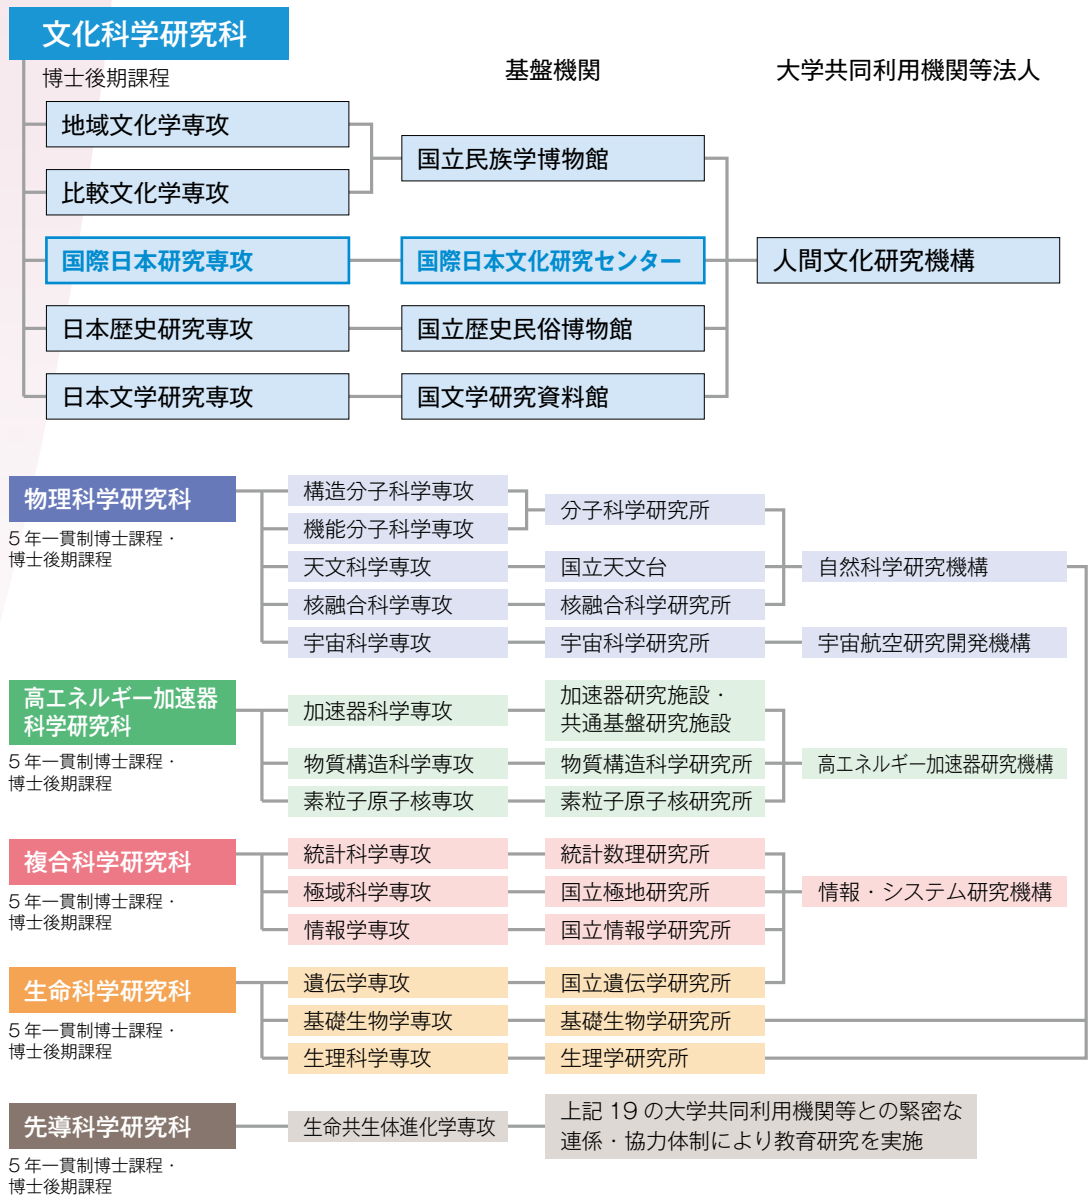 文化科学研究科
博士後期課程
基盤機関
大学共同利用機関等法人
地域文化学専攻
比較文化学専攻
国立民族学博物館
国際日本研究専攻
国際日本文化研究センター
人間文化研究機構
日本歴史研究専攻
国立歴史民俗博物館
日本文学研究専攻
国文学研究資料館
物理科学研究科
5年一貫制博士課程・
博士後期課程
構造分子科学専攻
機能分子科学専攻
分子科学研究所
天文科学専攻
国立天文台
自然科学研究機構
核融合科学専攻
核融合科学研究所
宇宙科学専攻
宇宙科学研究所
宇宙航空研究開発機構
高エネルギー加速器
科学研究科
5年一貫制博士課程・
博士後期課程
加速器科学専攻
加速器研究施設・
共通基盤研究施設
物質構造科学専攻
物質構造科学研究所
高エネルギー加速器研究機構
素粒子原子核専攻
素粒子原子核研究所
複合科学研究科
5年一貫制博士課程・
博士後期課程
統計科学専攻
統計数理研究所
極域科学専攻
国立極地研究所
情報・システム研究機構
情報学専攻
国立情報学研究所
生命科学研究科
5年一貫制博士課程・
博士後期課程
遺伝学専攻
国立遺伝学研究所
基礎生物学専攻
基礎生物学研究所
生理科学専攻
生理学研究所
先導科学研究科
5年一貫制博士課程・
博士後期課程
生命共生体進化学専攻
上記 19 の大学共同利用機関等との緊密な
連係・協力体制により教育研究を実施